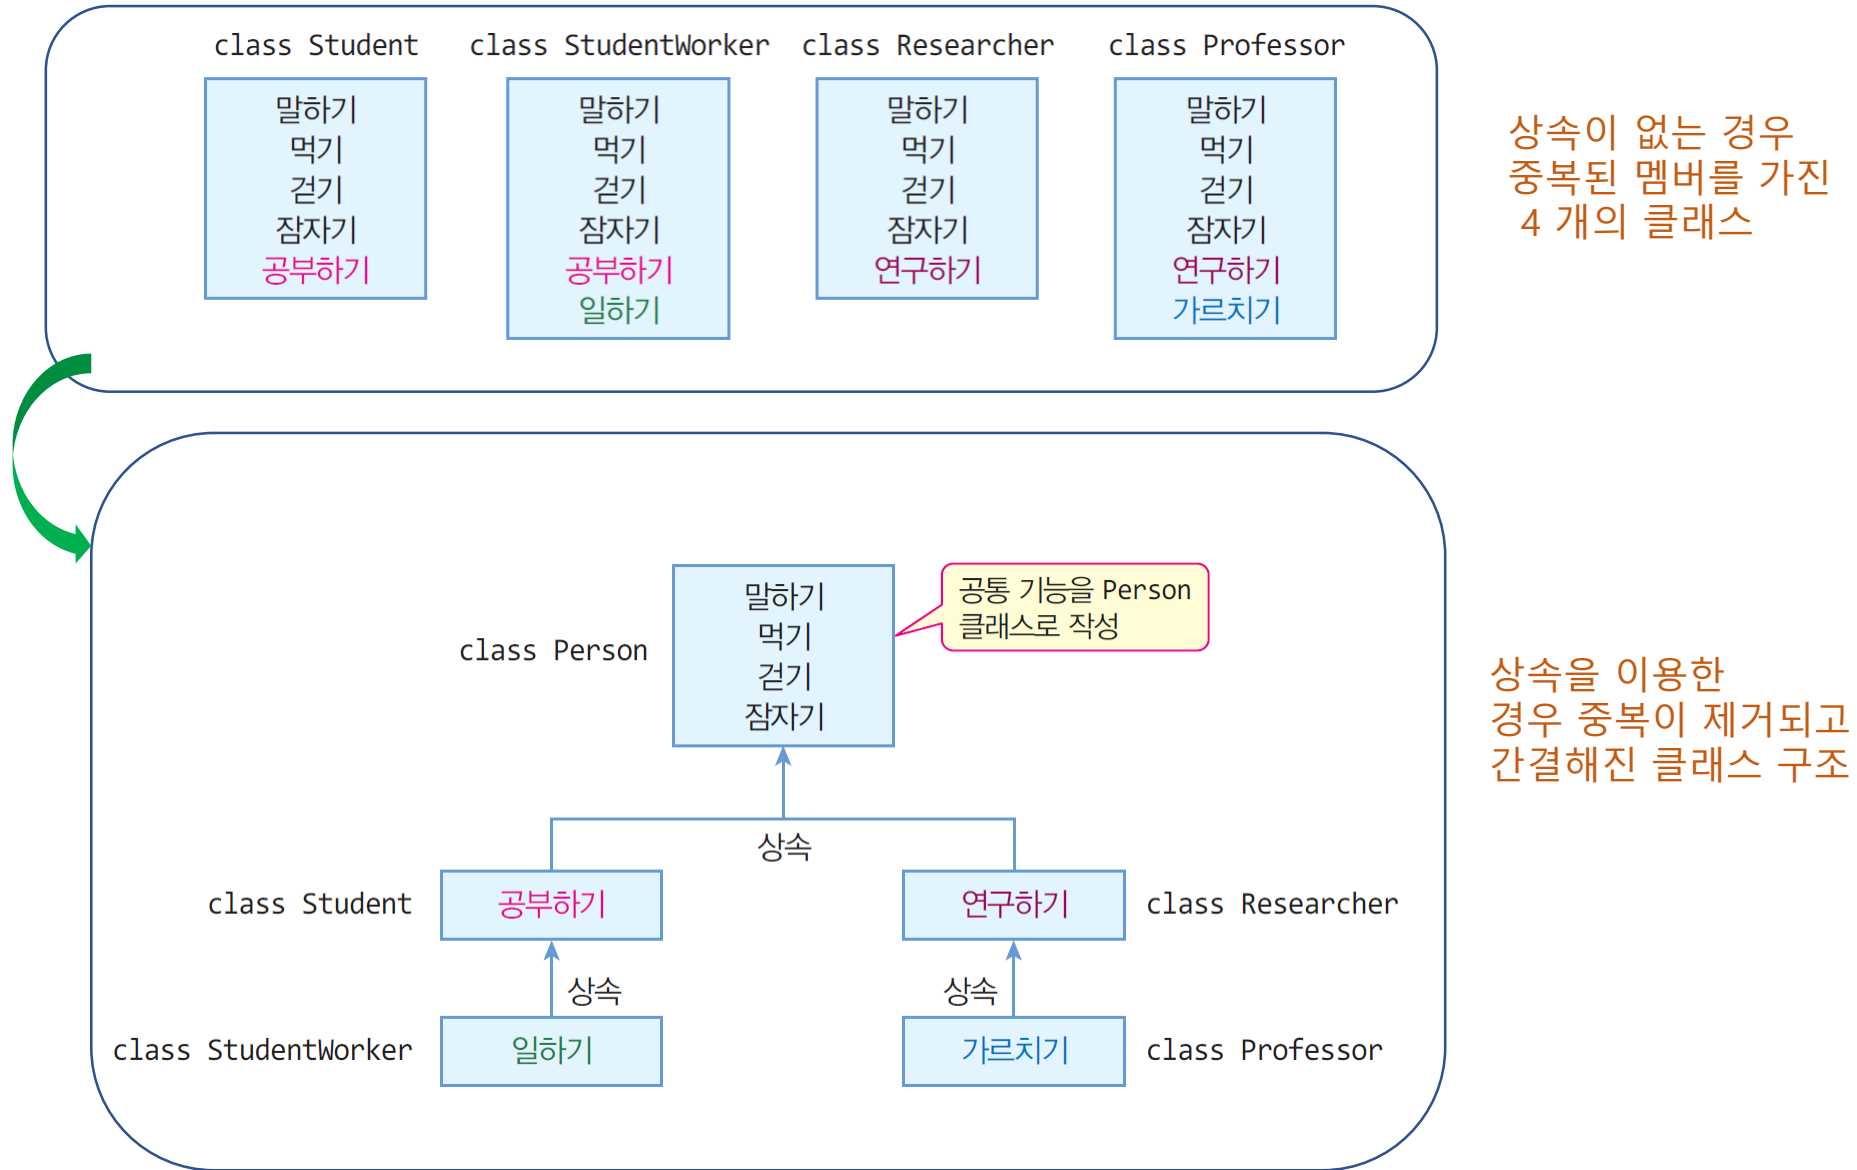 class Student
class StudentWorker
class Researcher
class Professor
말하기
먹기
걷기
잠자기
공부하기
말하기
먹기
걷기
잠자기
공부하기
일하기
말하기
먹기
걷기
잠자기
연구하기
말하기
먹기
걷기
잠자기
연구하기
가르치기
상속이 없는 경우
중복된 멤버를 가진
4 개의 클래스
class Person
말하기
먹기
걷기
잠자기
공통 기능을 Person
클래스로 작성
상속을 이용한
경우 중복이 제거되고
간결해진 클래스 구조
상속
class Student
공부하기
연구하기
class Researcher
상속
상속
class StudentWorker
일하기
가르치기
class Professor